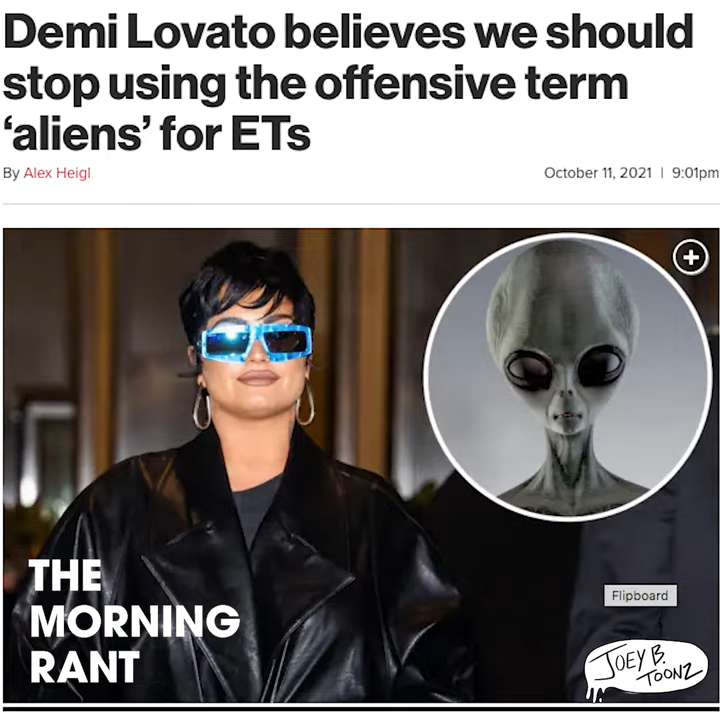 Demi Lovato believes we should
stop using the offensive term
‘aliens’ for ETs
By Alex Heigl October 11, 2021 | 9:01pm
+
THE
MORNING
RANT
Flipboard
JOEY B.
TOONZ